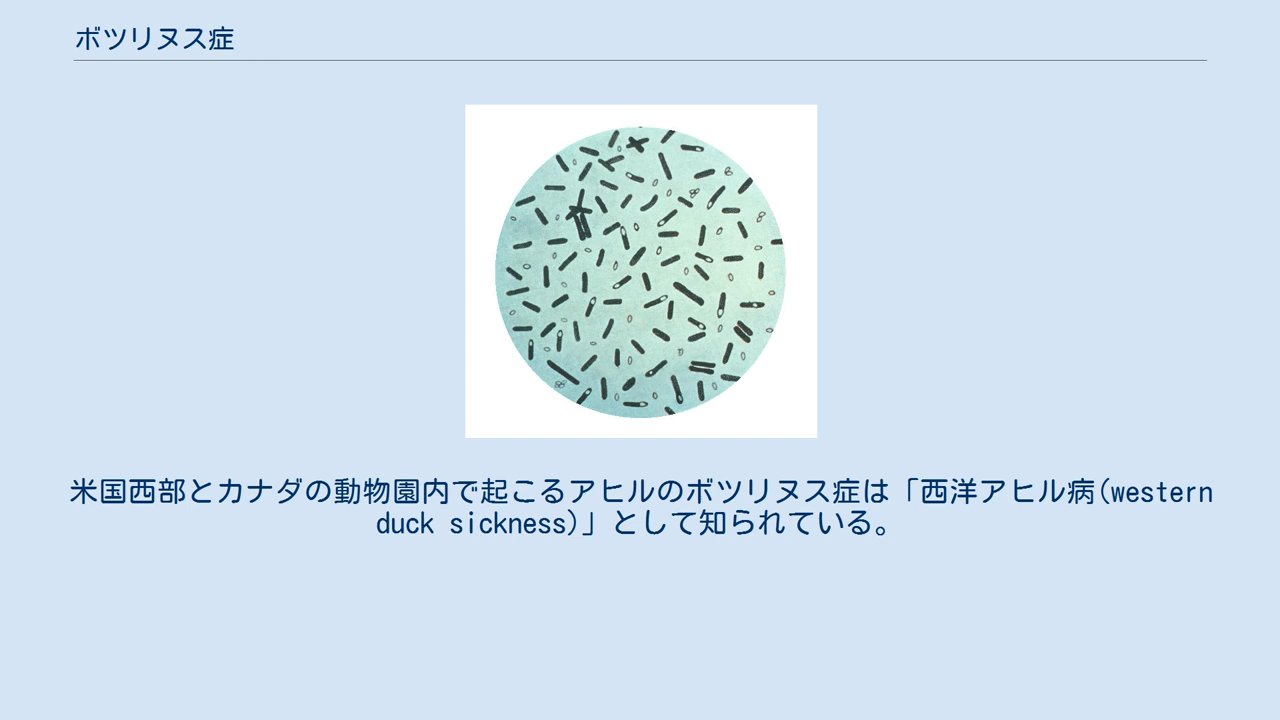 ボツリヌス症
米国西部とカナダの動物園内で起こるアヒルのボツリヌス症は「西洋アヒル病(western
duck sickness)」として知られている。